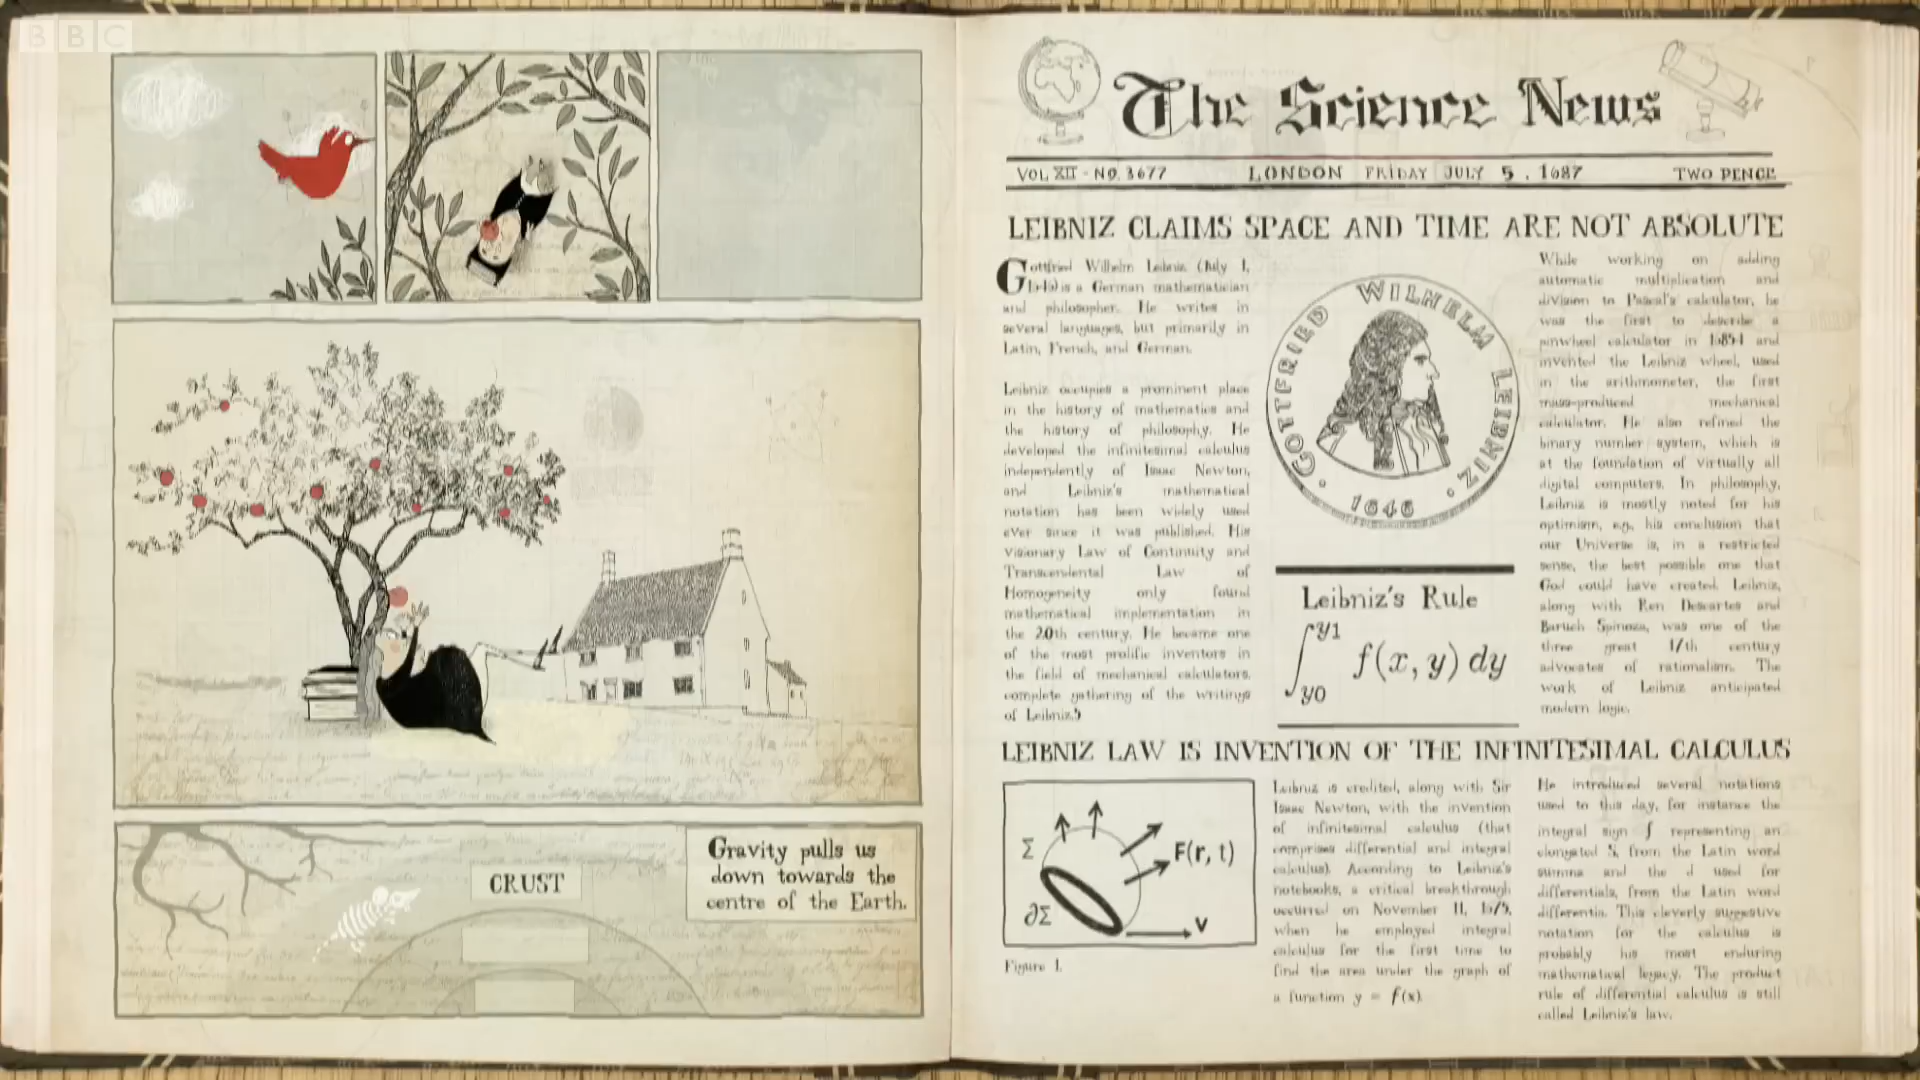 BBC
CRUST
Gravity pulls us
down towards the
centre of the Earth.
The Science News
VOL XII - NO. 3677 LONDON FRIDAY JULY 5, 1687 TWO PENCE
LEIBNIZ CLAIMS SPACE AND TIME ARE NOT ABSOLUTE
Gottfried Wilhelm Leibniz (July 1,
is a German mathematician
and philosopher. He writes in
several languages, but primarily in
Latin, French, and German.
Leibniz occupies a prominent place
in the history of mathematics and
the history of philosophy. He
developed the infinitesimal calculus
independently of Isaac Newton,
and Leibniz's mathematical
notation has been widely used
ever since it was published. His
visionary Law of Continuity and
Transcendental Law of
Homogeneity only found
mathematical implementation in
the 20th century. He became one
of the most prolific inventors in
the field of mechanical calculators.
complete gathering of the writings
of Leibniz.
GOTTFRIED WILHELM LEIBNIZ
1646
Leibniz's Rule
∫ y1 y0 f(x, y) dy
While working on adding
automatic multiplication and
division to Pascal's calculator, he
was the first to describe a
pinwheel calculator in and
invented the Leibniz wheel, used
in the arithmometer, the first
mass-produced mechanical
calculator. He also refined the
binary number system, which is
at the foundation of virtually all
digital computers. In philosophy,
Leibniz is mostly noted for his
optimism, e.g. his conclusion that
our Universe is, in a restricted
sense, the best possible one that
God could have created. Leibniz,
along with Ren Descartes and
Baruch Spinoza, was one of the
three great 17th century
advocates of rationalism. The
work of Leibniz anticipated
modern logic.
LEIBNIZ LAW IS INVENTION OF THE INFINITESIMAL CALCULUS
Σ
F(r, t)
∂Σ
v
Figure 1.
Leibniz is credited, along with Sir
Isaac Newton, with the invention
of infinitesimal calculus (that
comprises differential and integral
calculus). According to Leibniz's
notebooks, a critical breakthrough
occurred on November 11,
when he employed integral
calculus for the first time to
find the area under the graph of
a function y = f(x).
He introduced several notations
used to this day, for instance the
integral sign ∫ representing an
elongated S, from the Latin word
summa and the d used for
differentials, from the Latin word
differentia. This cleverly suggestive
notation for the calculus is
probably his most enduring
mathematical legacy. The product
rule of differential calculus is still
called Leibniz's law.